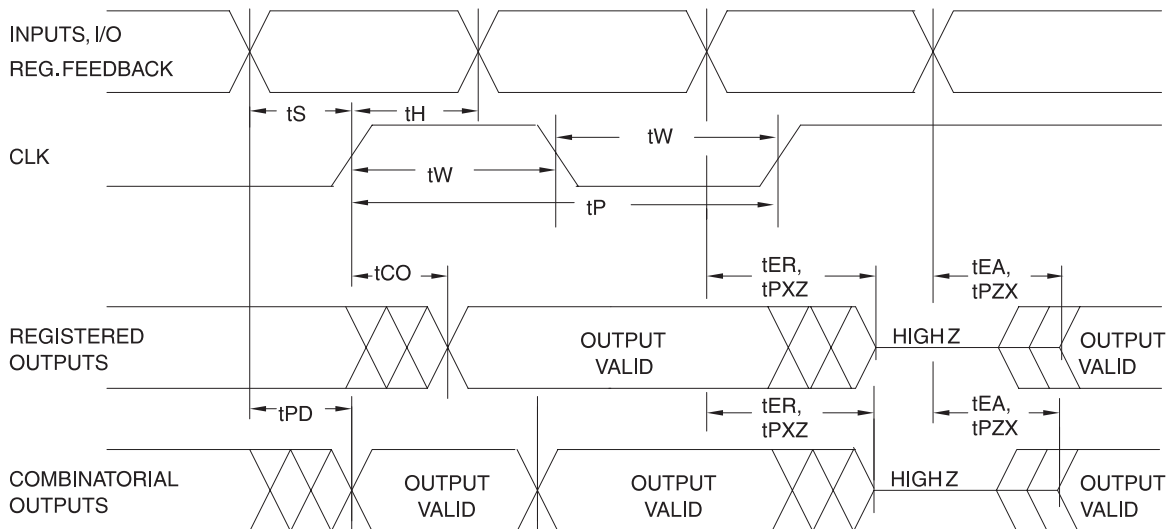 INPUTS, I/O
REG.FEEDBACK
tS
tH
CLK
tW
tW
tP
tCO
tER,
tPXZ
tEA,
tPZX
REGISTERED
OUTPUTS
OUTPUT
VALID
HIGH Z
OUTPUT
VALID
tPD
tER,
tPXZ
tEA,
tPZX
COMBINATORIAL
OUTPUTS
OUTPUT
VALID
OUTPUT
VALID
HIGH Z
OUTPUT
VALID